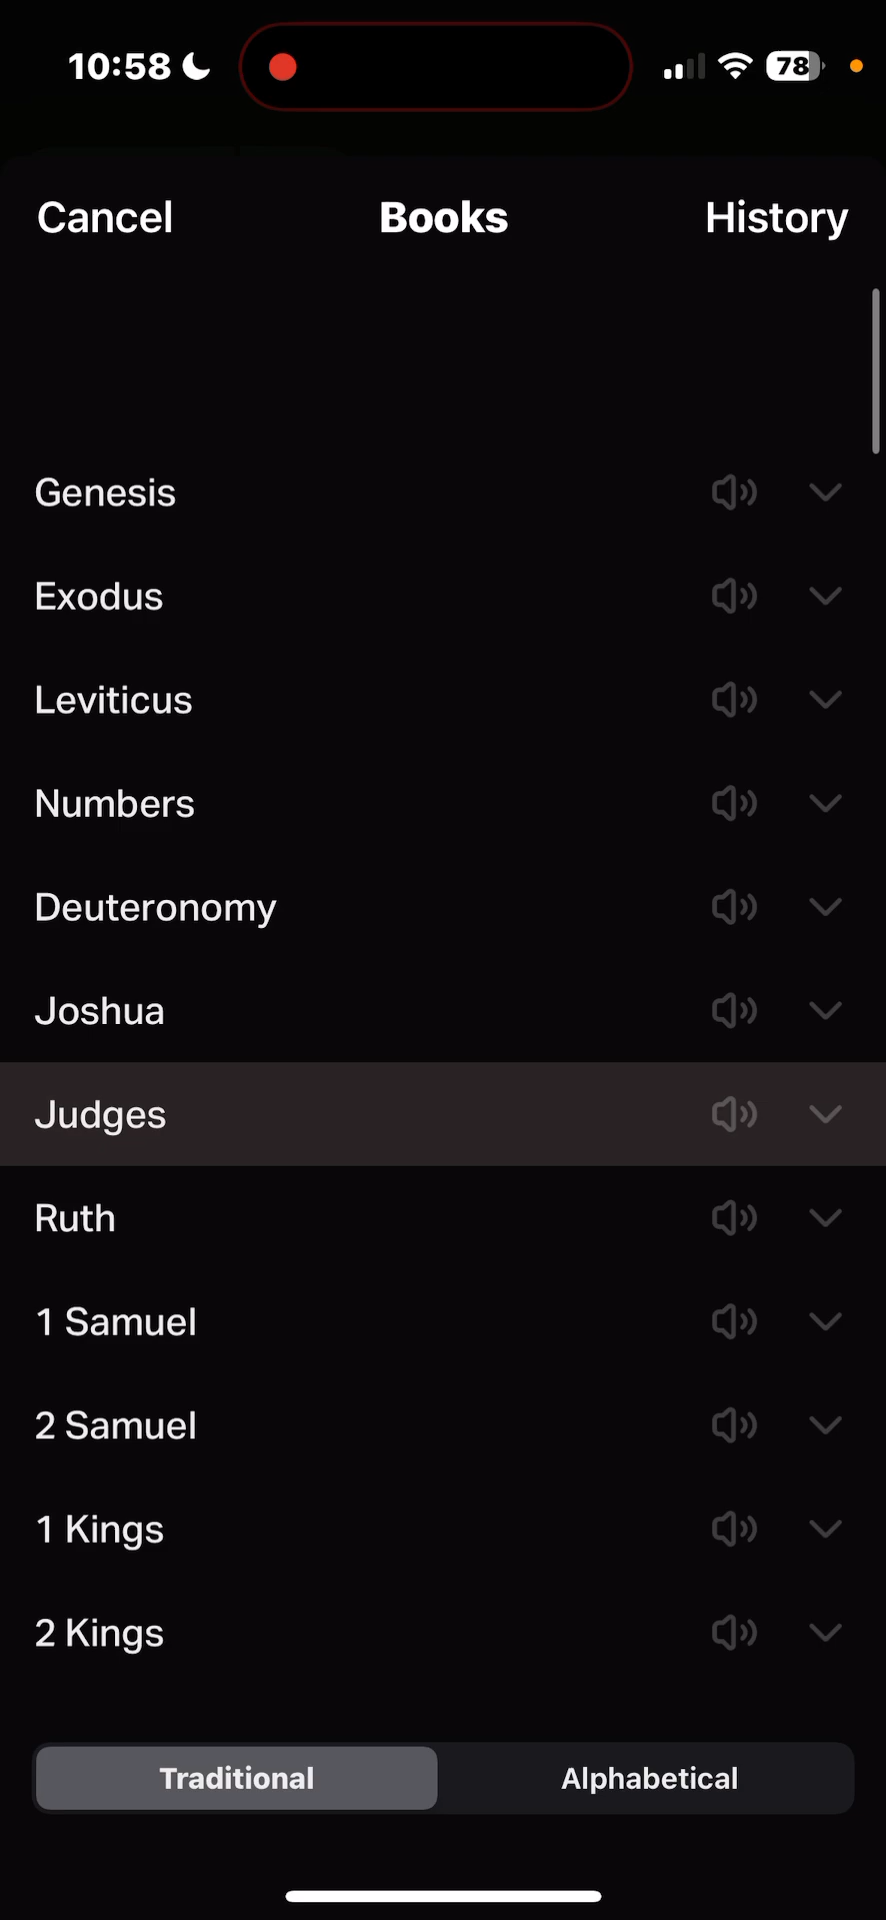 10:58
78
Cancel Books History
Genesis
Exodus
Leviticus
Numbers
Deuteronomy
Joshua
Judges
Ruth
1 Samuel
2 Samuel
1 Kings
2 Kings
Traditional Alphabetical